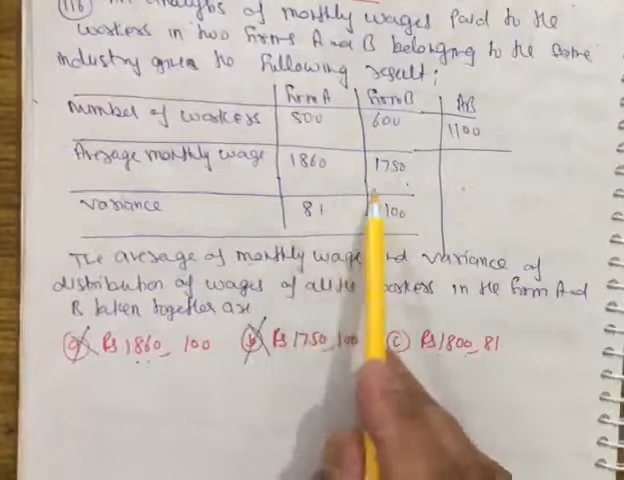 (116) An analysis of monthly wages Paid to the
workers in two firms A and B belonging to the same
industry given the following result:
firm A firm B AB
Number of workers 500 600 1100
Average monthly wage 1860 1750
variance 81 100
The average of monthly wage and variance of
distribution of wages of all the workers in the firm A and
B taken together are
(a) Rs 1860, 100 (b) Rs 1750, 100 (c) Rs 1800, 81